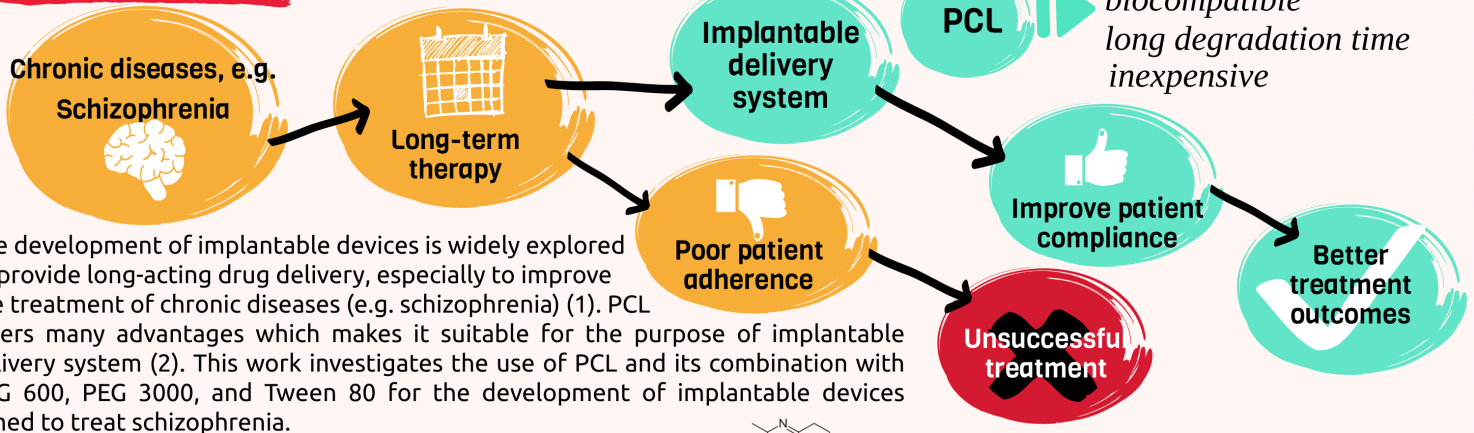 biocompatible
long degradation time
inexpensive
PCL
Chronic diseases, e.g.
Schizophrenia
Long-term
therapy
Implantable
delivery
system
Poor patient
adherence
Improve patient
compliance
Unsuccessful
treatment
Better
treatment
outcomes
development of implantable devices is widely explored
provide long-acting drug delivery, especially to improve
treatment of chronic diseases (e.g. schizophrenia) (1). PCL
many advantages which makes it suitable for the purpose of implantable
system (2). This work investigates the use of PCL and its combination with
600, PEG 3000, and Tween 80 for the development of implantable devices
to treat schizophrenia.
N